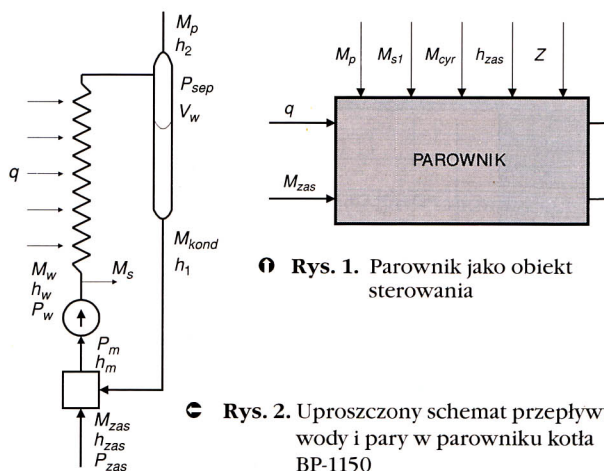 M_p
h_2
P_sep
V_w
q
M_kond
h_1
M_w
M_s
h_w
P_w
P_m
h_m
M_zas
h_zas
P_zas
M_p M_s1 M_cyr h_zas Z
q
PAROWNIK
M_zas
Rys. 1. Parownik jako obiekt
sterowania
Rys. 2. Uproszczony schemat
wody i pary w parowniku kotła
BP-1150